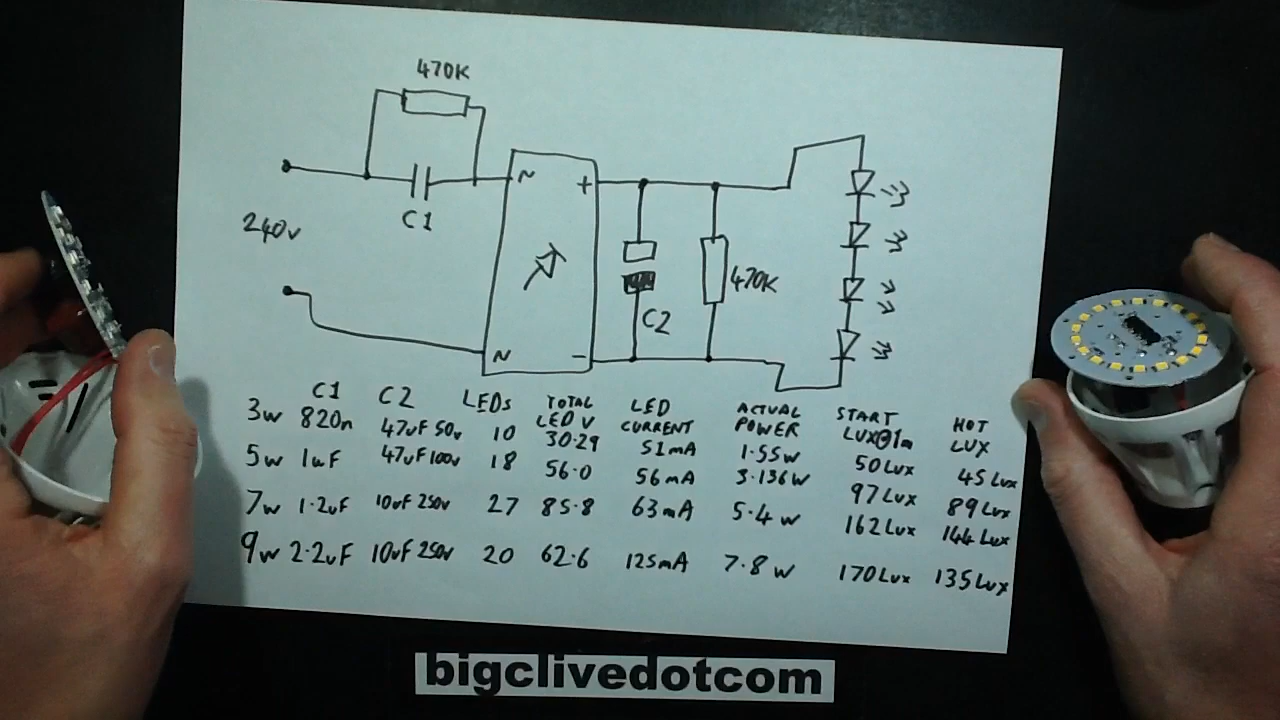 470K
C1
240v
~
+
~
−
C2
470K
C1 C2 LEDs TOTAL LED V LED CURRENT ACTUAL POWER START LUX@1m HOT LUX
3w 820n 47uF 50v 10 30.29 51mA 1.55w 50Lux 45Lux
5w 1uF 47uF 100v 18 56.0 56mA 3.136W 97Lux 89Lux
7w 1.2uF 10uF 250v 27 85.8 63mA 5.4w 162Lux 144Lux
9w 2.2uF 10uF 250v 20 62.6 125mA 7.8w 170Lux 135Lux
bigclivedotcom